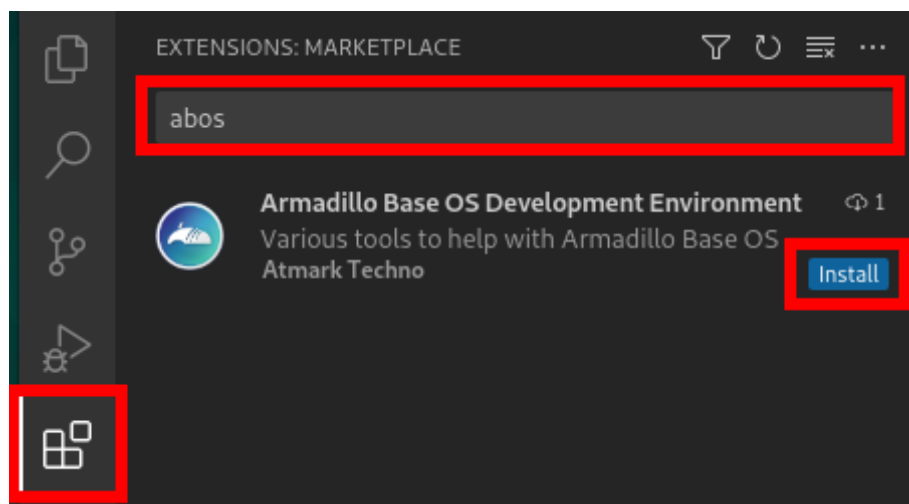 EXTENSIONS: MARKETPLACE
abos
Armadillo Base OS Development Environment 1
Various tools to help with Armadillo Base OS
Atmark Techno
Install